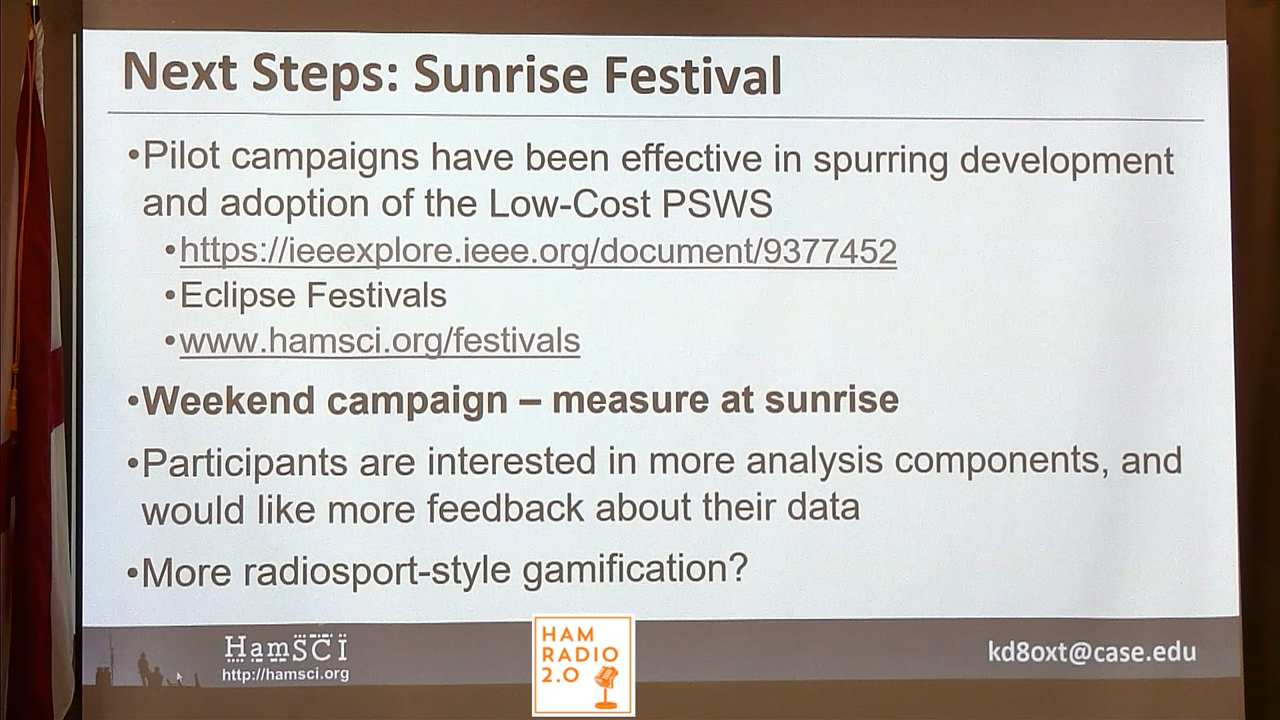 Next Steps: Sunrise Festival
•Pilot campaigns have been effective in spurring development
and adoption of the Low-Cost PSWS
•https://ieeexplore.ieee.org/document/9377452
•Eclipse Festivals
•www.hamsci.org/festivals
•Weekend campaign – measure at sunrise
•Participants are interested in more analysis components, and
would like more feedback about their data
•More radiosport-style gamification?
HamSCI
http://hamsci.org
HAM
RADIO
2.0
kd8oxt@case.edu